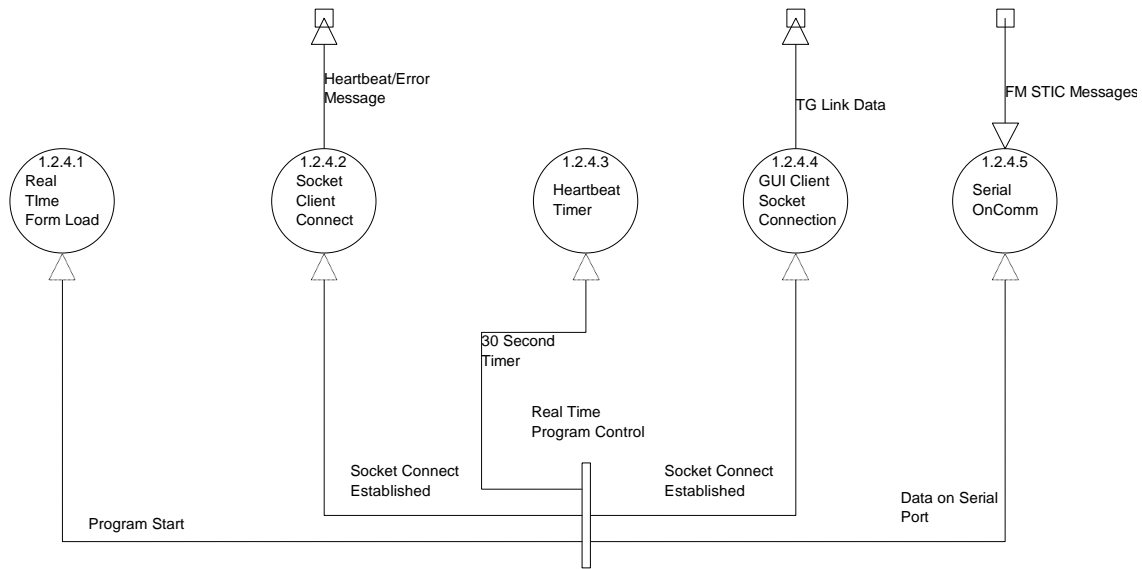 Heartbeat/Error
Message
TG Link Data
FM STIC Messages
1.2.4.1
Real
TIme
Form Load
1.2.4.2
Socket
Client
Connect
1.2.4.3
Heartbeat
Timer
1.2.4.4
GUI Client
Socket
Connection
1.2.4.5
Serial
OnComm
30 Second
Timer
Real Time
Program Control
Socket Connect
Established
Socket Connect
Established
Data on Serial
Port
Program Start